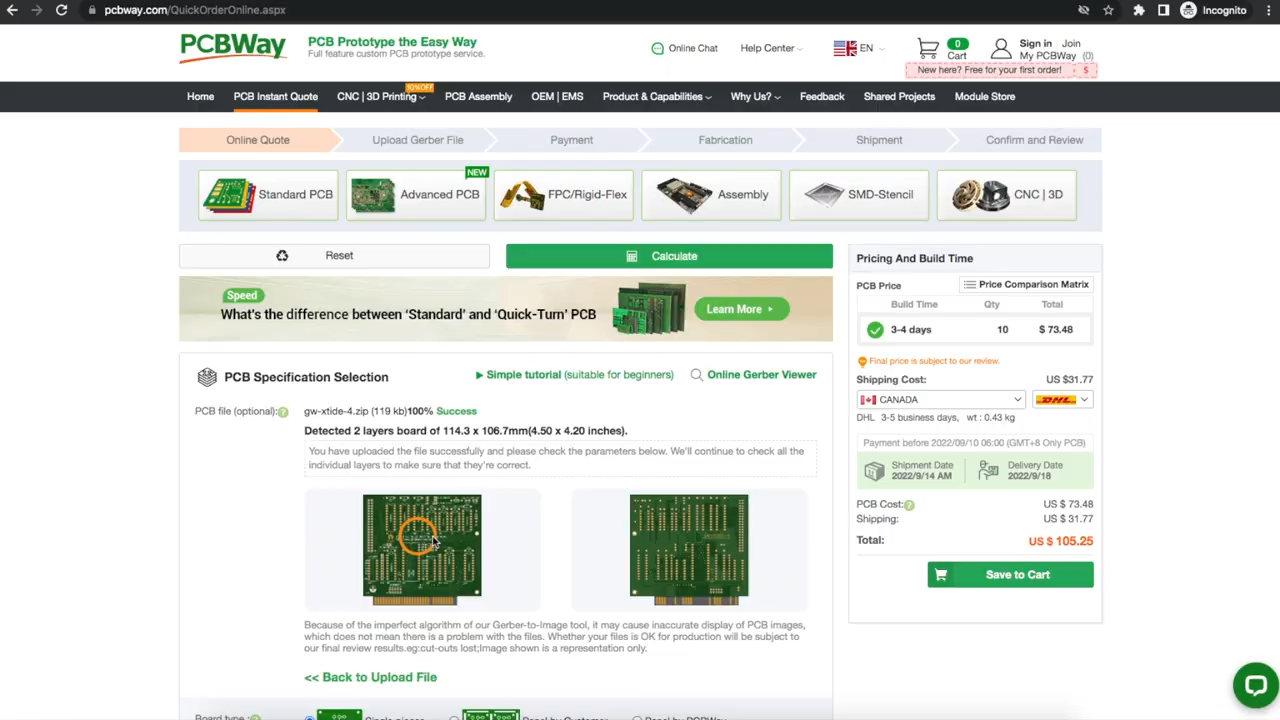 pcbway.com/QuickOrderOnline.aspx
Incognito
PCBWay
PCB Prototype the Easy Way
Full feature custom PCB prototype service.
Online Chat
Help Center
EN
0
Cart
Sign in Join
My PCBWay (0)
New here? Free for your first order! $
Home
PCB Instant Quote
CNC | 3D Printing
10%OFF
PCB Assembly
OEM | EMS
Product & Capabilities
Why Us?
Feedback
Shared Projects
Module Store
Online Quote
Upload Gerber File
Payment
Fabrication
Shipment
Confirm and Review
Standard PCB
Advanced PCB
NEW
FPC/Rigid-Flex
Assembly
SMD-Stencil
CNC | 3D
Reset
Calculate
Speed
What's the difference between 'Standard' and 'Quick-Turn' PCB
Learn More
PCB Specification Selection
Simple tutorial (suitable for beginners)
Online Gerber Viewer
PCB file (optional):
gw-xtide-4.zip (119 kb)100% Success
Detected 2 layers board of 114.3 x 106.7mm(4.50 x 4.20 inches).
You have uploaded the file successfully and please check the parameters below. We'll continue to check all the
individual layers to make sure that they're correct.
Because of the imperfect algorithm of our Gerber-to-Image tool, it may cause inaccurate display of PCB images,
which does not mean there is a problem with the files. Whether your files is OK for production will be subject to
our final review results.eg:cut-outs lost;Image shown is a representation only.
<< Back to Upload File
Board type :
Single pieces
Panel by Customer
Panel by PCBWay
Pricing And Build Time
PCB Price
Price Comparison Matrix
Build Time Qty Total
3-4 days 10 $ 73.48
Final price is subject to our review.
Shipping Cost: US $31.77
CANADA
DHL
DHL 3-5 business days, wt : 0.43 kg
Payment before 2022/09/10 06:00 (GMT+8 Only PCB)
Shipment Date
2022/9/14 AM
Delivery Date
2022/9/18
PCB Cost: US $ 73.48
Shipping: US $ 31.77
Total: US $ 105.25
Save to Cart